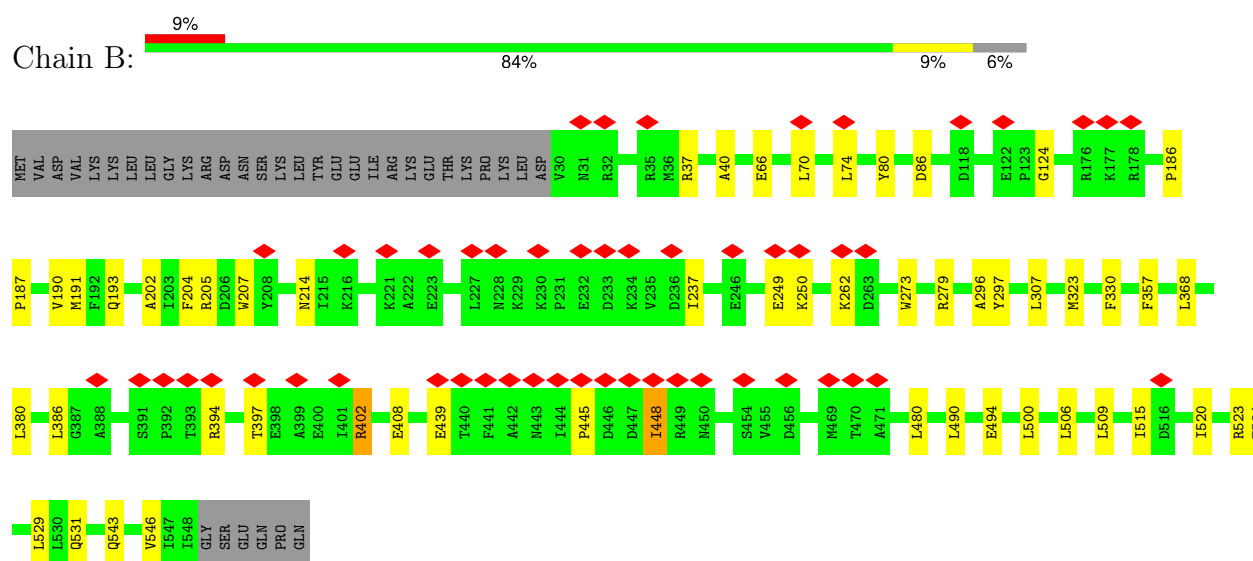 9%
Chain B:
84% 9% 6%
MET VAL ASP VAL LYS LYS LEU LEU GLY LYS ARG ASP ASN SER LYS LEU TYR GLU GLU ILE ARG LYS GLU THR LYS PRO LYS LEU ASP V30 N31 R32 R35 M36 R37 A40 E66 L70 L74 Y80 D86 D118 E122 P123 G124 R176 K177 R178 P186
P187 V190 M191 F192 Q193 A202 I203 F204 R205 D206 W207 Y208 N214 I215 K216 K221 A222 E223 L227 N228 K229 K230 P231 E232 D233 K234 V235 D236 I237 E246 E249 K250 K262 D263 W273 R279 A296 Y297 L307 M323 F330 F357 L368
L380 L386 G387 A388 S391 P392 T393 R394 T397 E398 A399 E400 I401 R402 E408 E439 T440 F441 A442 N443 I444 P445 D446 D447 I448 R449 N450 S454 V455 D456 M469 T470 A471 L480 L490 E494 L500 L506 L509 I515 D516 I520 R523
L529 L530 Q531 Q543 V546 I547 I548 GLY SER GLU GLN PRO GLN